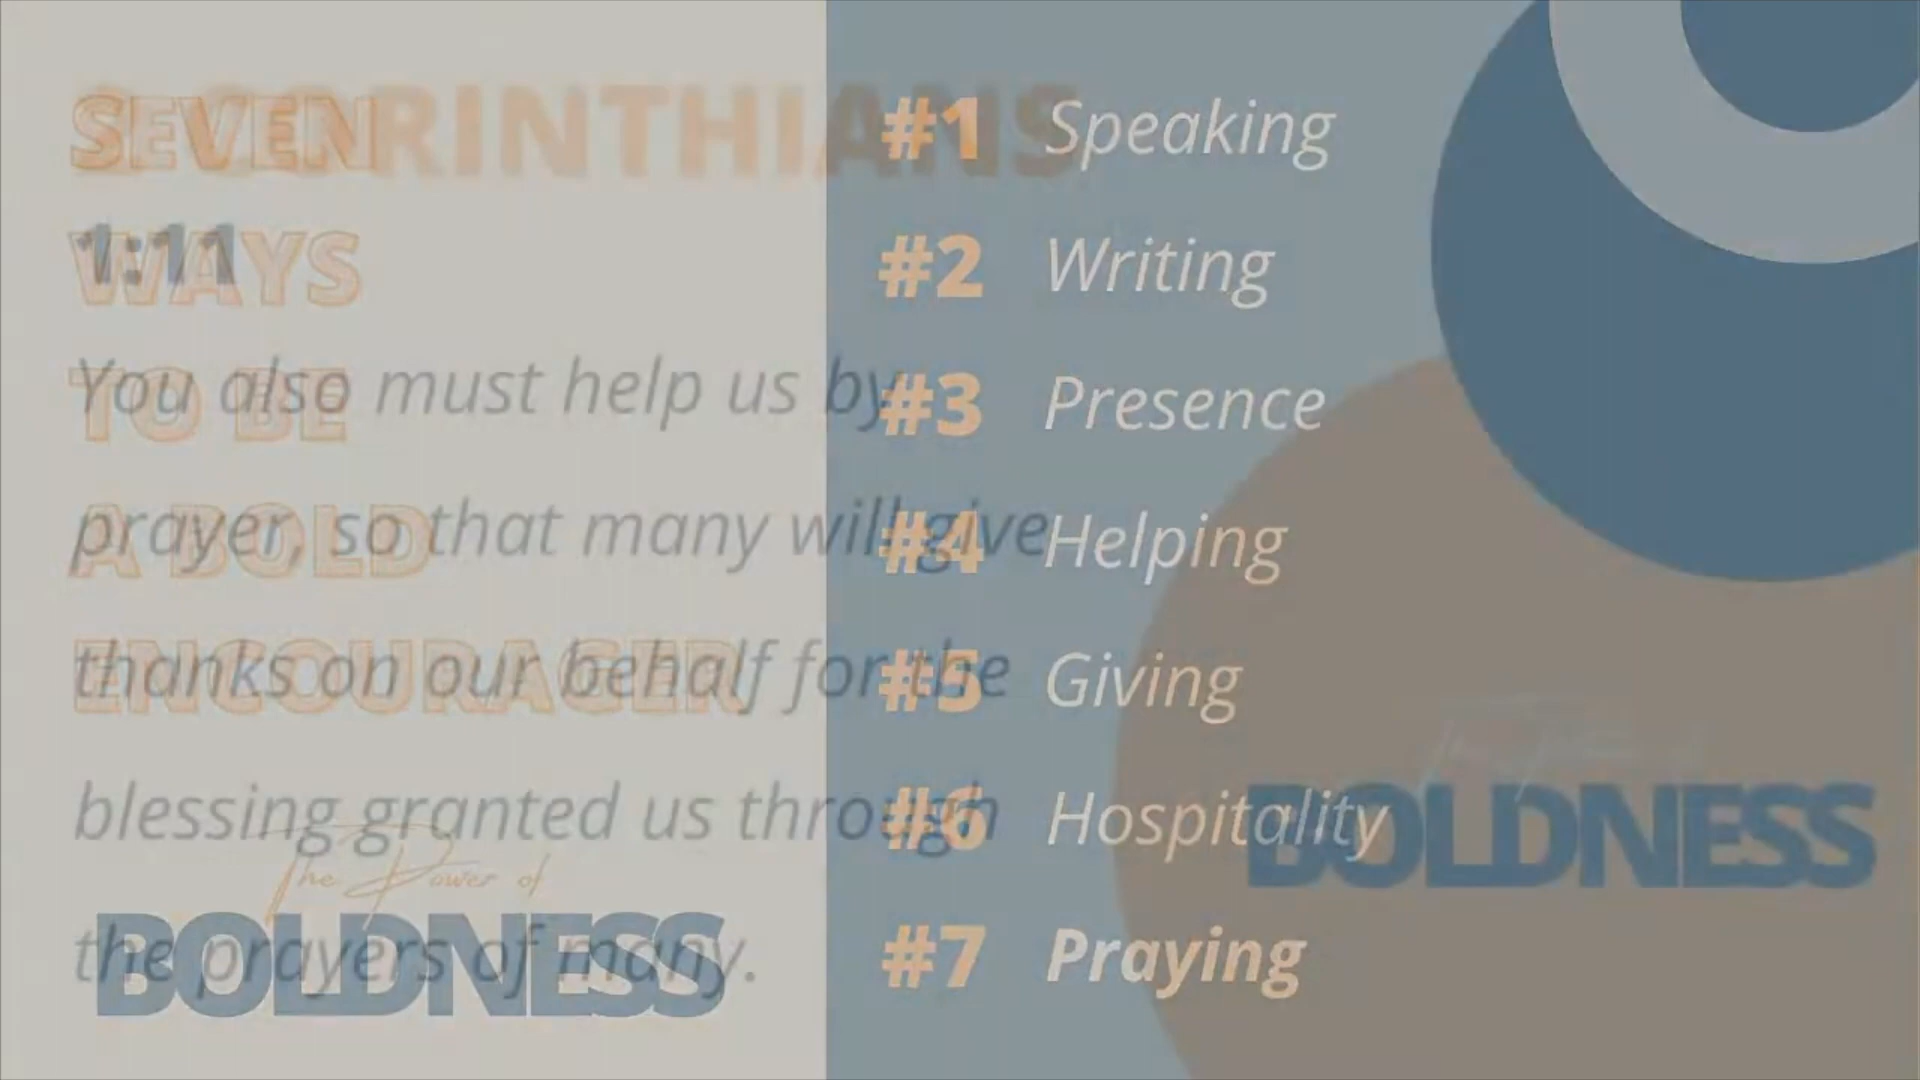 SEVEN
WAYS
TO BE
A BOLD
ENCOURAGER
The Power of
BOLDNESS
#1 Speaking
#2 Writing
#3 Presence
#4 Helping
#5 Giving
#6 Hospitality
#7 Praying
CORINTHIANS
1:11
You also must help us by
prayer, so that many will give
thanks on our behalf for the
blessing granted us through
the prayers of many.
BOLDNESS